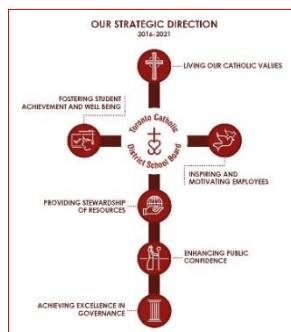 OUR STRATEGIC DIRECTION
2016-2021
LIVING OUR CATHOLIC VALUES
FOSTERING STUDENT
ACHIEVEMENT AND WELL BEING
Toronto Catholic
District School Board
INSPIRING AND
MOTIVATING EMPLOYEES
PROVIDING STEWARDSHIP
OF RESOURCES
ENHANCING PUBLIC
CONFIDENCE
ACHIEVING EXCELLENCE IN
GOVERNANCE